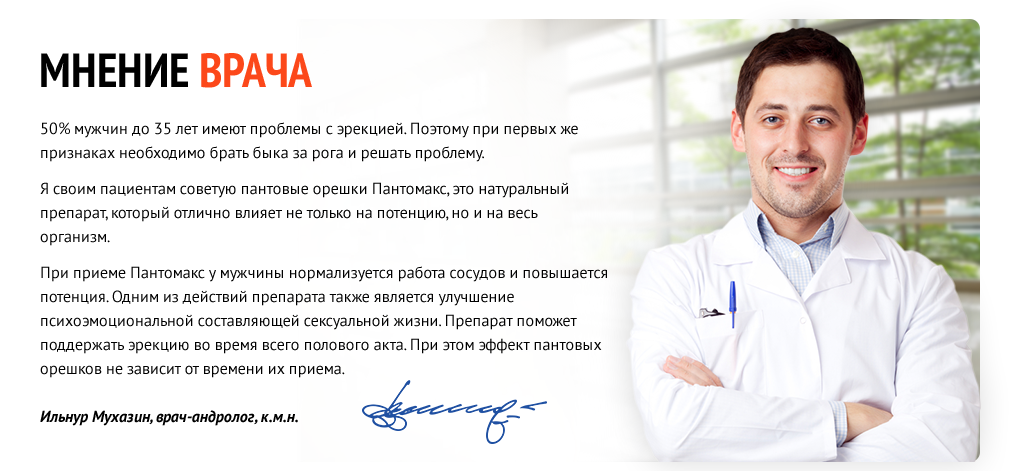 МНЕНИЕ ВРАЧА
50% мужчин до 35 лет имеют проблемы с эрекцией. Поэтому при первых же
признаках необходимо брать быка за рога и решать проблему.
Я своим пациентам советую пантовые орешки Пантомакс, это натуральный
препарат, который отлично влияет не только на потенцию, но и на весь
организм.
При приеме Пантомакс у мужчины нормализуется работа сосудов и повышается
потенция. Одним из действий препарата также является улучшение
психоэмоциональной составляющей сексуальной жизни. Препарат поможет
поддержать эрекцию во время всего полового акта. При этом эффект пантовых
орешков не зависит от времени их приема.
Ильнур Мухазин, врач-андролог, к.м.н.